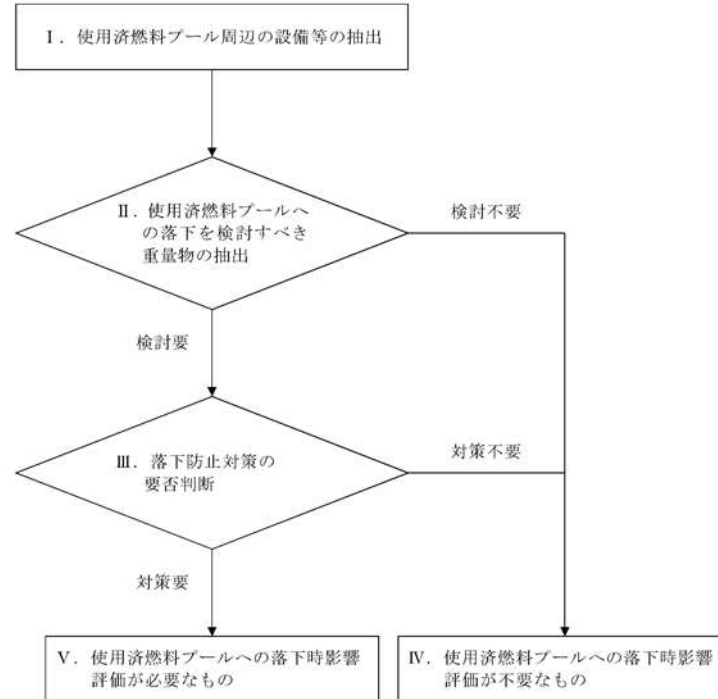 Ⅰ．使用済燃料プール周辺の設備等の抽出
Ⅱ．使用済燃料プールへ
の落下を検討すべき
重量物の抽出
検討不要
検討要
Ⅲ．落下防止対策の
要否判断
対策不要
対策要
Ⅴ．使用済燃料プールへの落下時影響
評価が必要なもの
Ⅳ．使用済燃料プールへの落下時影響
評価が不要なもの